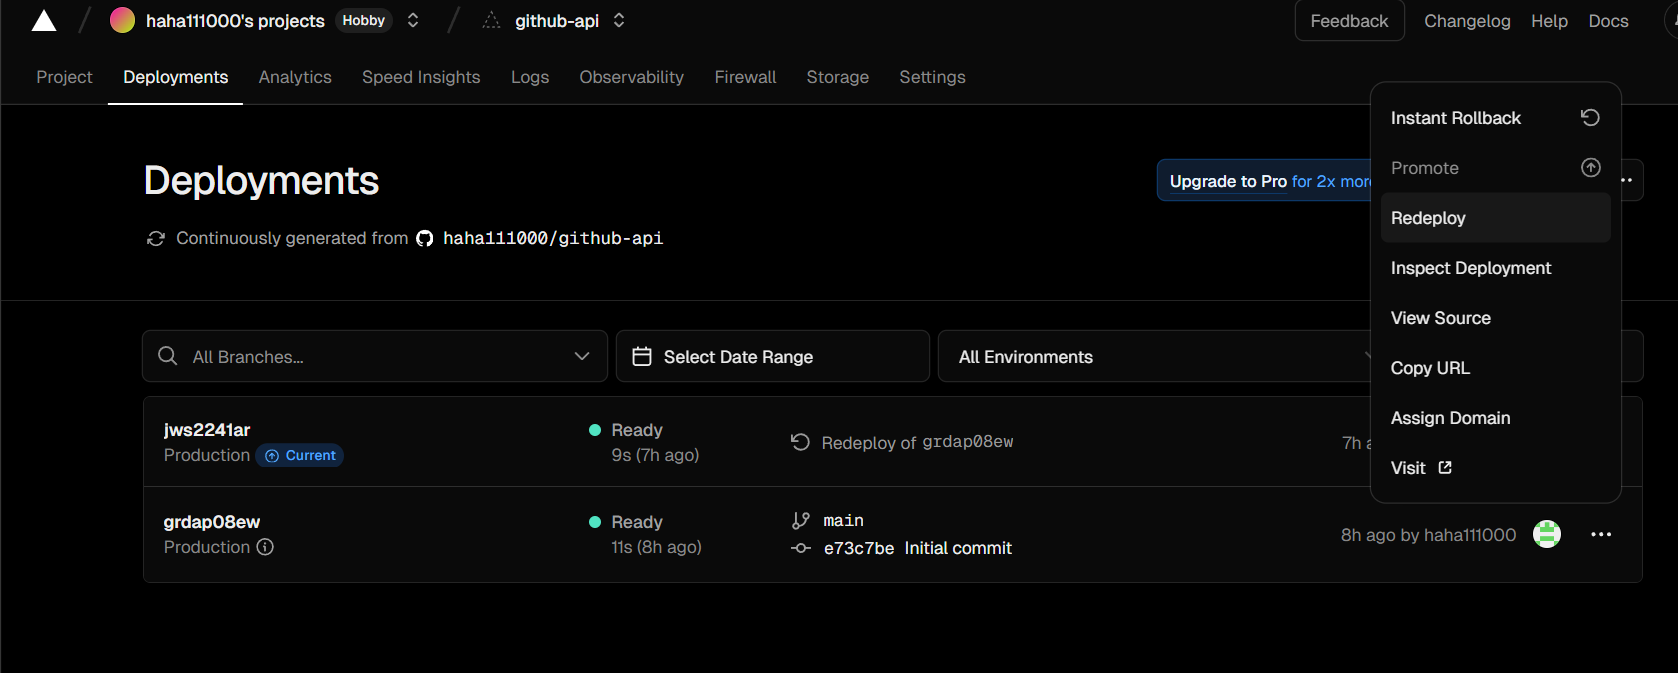 haha111000's projects Hobby github-api Feedback Changelog Help Docs
Project Deployments Analytics Speed Insights Logs Observability Firewall Storage Settings
Instant Rollback
Promote
Redeploy
Inspect Deployment
View Source
Copy URL
Assign Domain
Visit
Deployments
Upgrade to Pro for 2x more
Continuously generated from haha111000/github-api
All Branches...
Select Date Range
All Environments
jws2241ar
Production Current
Ready
9s (7h ago)
Redeploy of grdap08ew
7h
grdap08ew
Production
Ready
11s (8h ago)
main
e73c7be Initial commit
8h ago by haha111000